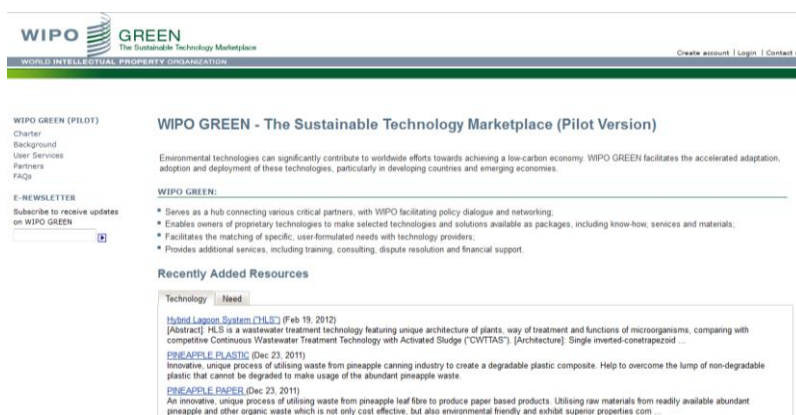 WIPO GREEN
The Sustainable Technology Marketplace
Create account | Login | Contact
WORLD INTELLECTUAL PROPERTY ORGANIZATION
WIPO GREEN (PILOT)
Charter
Background
User Services
Partners
FAQs
E-NEWSLETTER
Subscribe to receive updates
on WIPO GREEN
WIPO GREEN - The Sustainable Technology Marketplace (Pilot Version)
Environmental technologies can significantly contribute to worldwide efforts towards achieving a low-carbon economy. WIPO GREEN facilitates the accelerated adaptation,
adoption and deployment of these technologies, particularly in developing countries and emerging economies.
WIPO GREEN:
Serves as a hub connecting various critical partners, with WIPO facilitating policy dialogue and networking;
Enables owners of proprietary technologies to make selected technologies and solutions available as packages, including know-how, services and materials;
Facilitates the matching of specific, user-formulated needs with technology providers;
Provides additional services, including training, consulting, dispute resolution and financial support.
Recently Added Resources
Technology Need
Hybrid Lagoon System ("HLS") (Feb 19, 2012)
[Abstract]: HLS is a wastewater treatment technology featuring unique architecture of plants, way of treatment and functions of microorganisms, comparing with
competitive Continuous Wastewater Treatment Technology with Activated Sludge ("CWTTAS"). [Architecture]: Single inverted-conetrapezoid ...
PINEAPPLE PLASTIC (Dec 23, 2011)
Innovative, unique process of utilising waste from pineapple canning industry to create a degradable plastic composite. Help to overcome the lump of non-degradable
plastic that cannot be degraded to make usage of the abundant pineapple waste.
PINEAPPLE PAPER (Dec 23, 2011)
An innovative, unique process of utilising waste from pineapple leaf fibre to produce paper based products. Utilising raw materials from readily available abundant
pineapple and other organic waste which is not only cost effective, but also environmental friendly and exhibit superior properties com ...